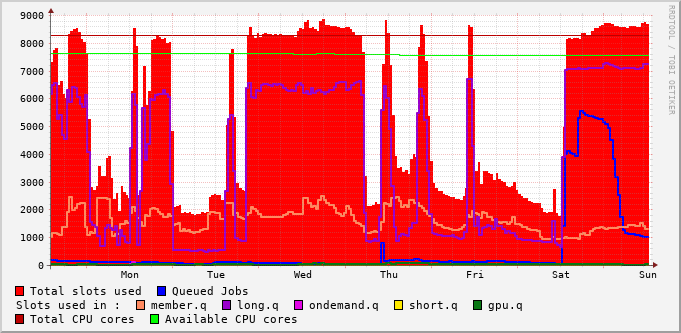 RRDTOOL / TOBI OETIKER
9000
8000
7000
6000
5000
4000
3000
2000
1000
0
Mon Tue Wed Thu Fri Sat Sun
Total slots used Queued Jobs
Slots used in : member.q long.q ondemand.q short.q gpu.q
Total CPU cores Available CPU cores